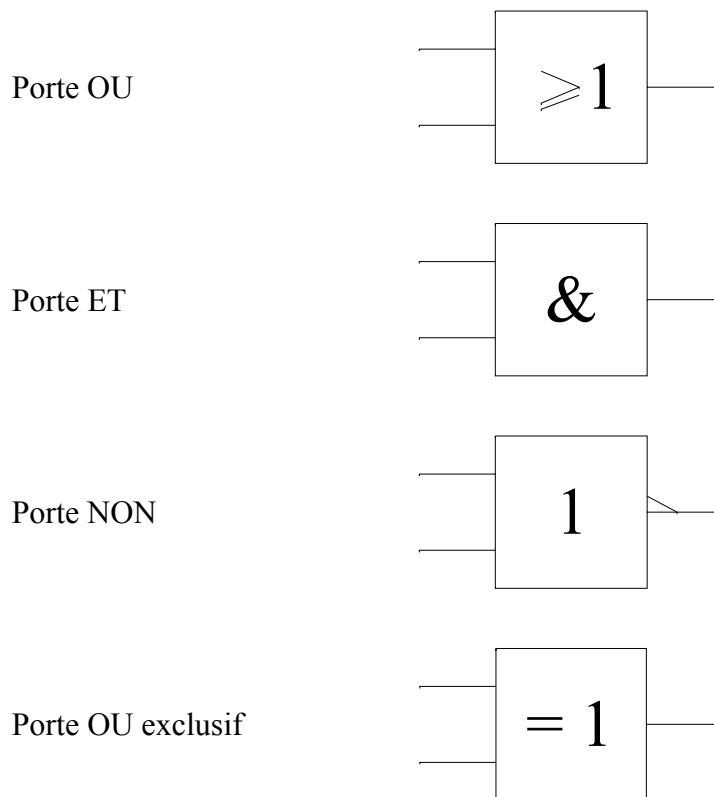 Porte OU
⩾1
Porte ET
&
Porte NON
1
Porte OU exclusif
= 1